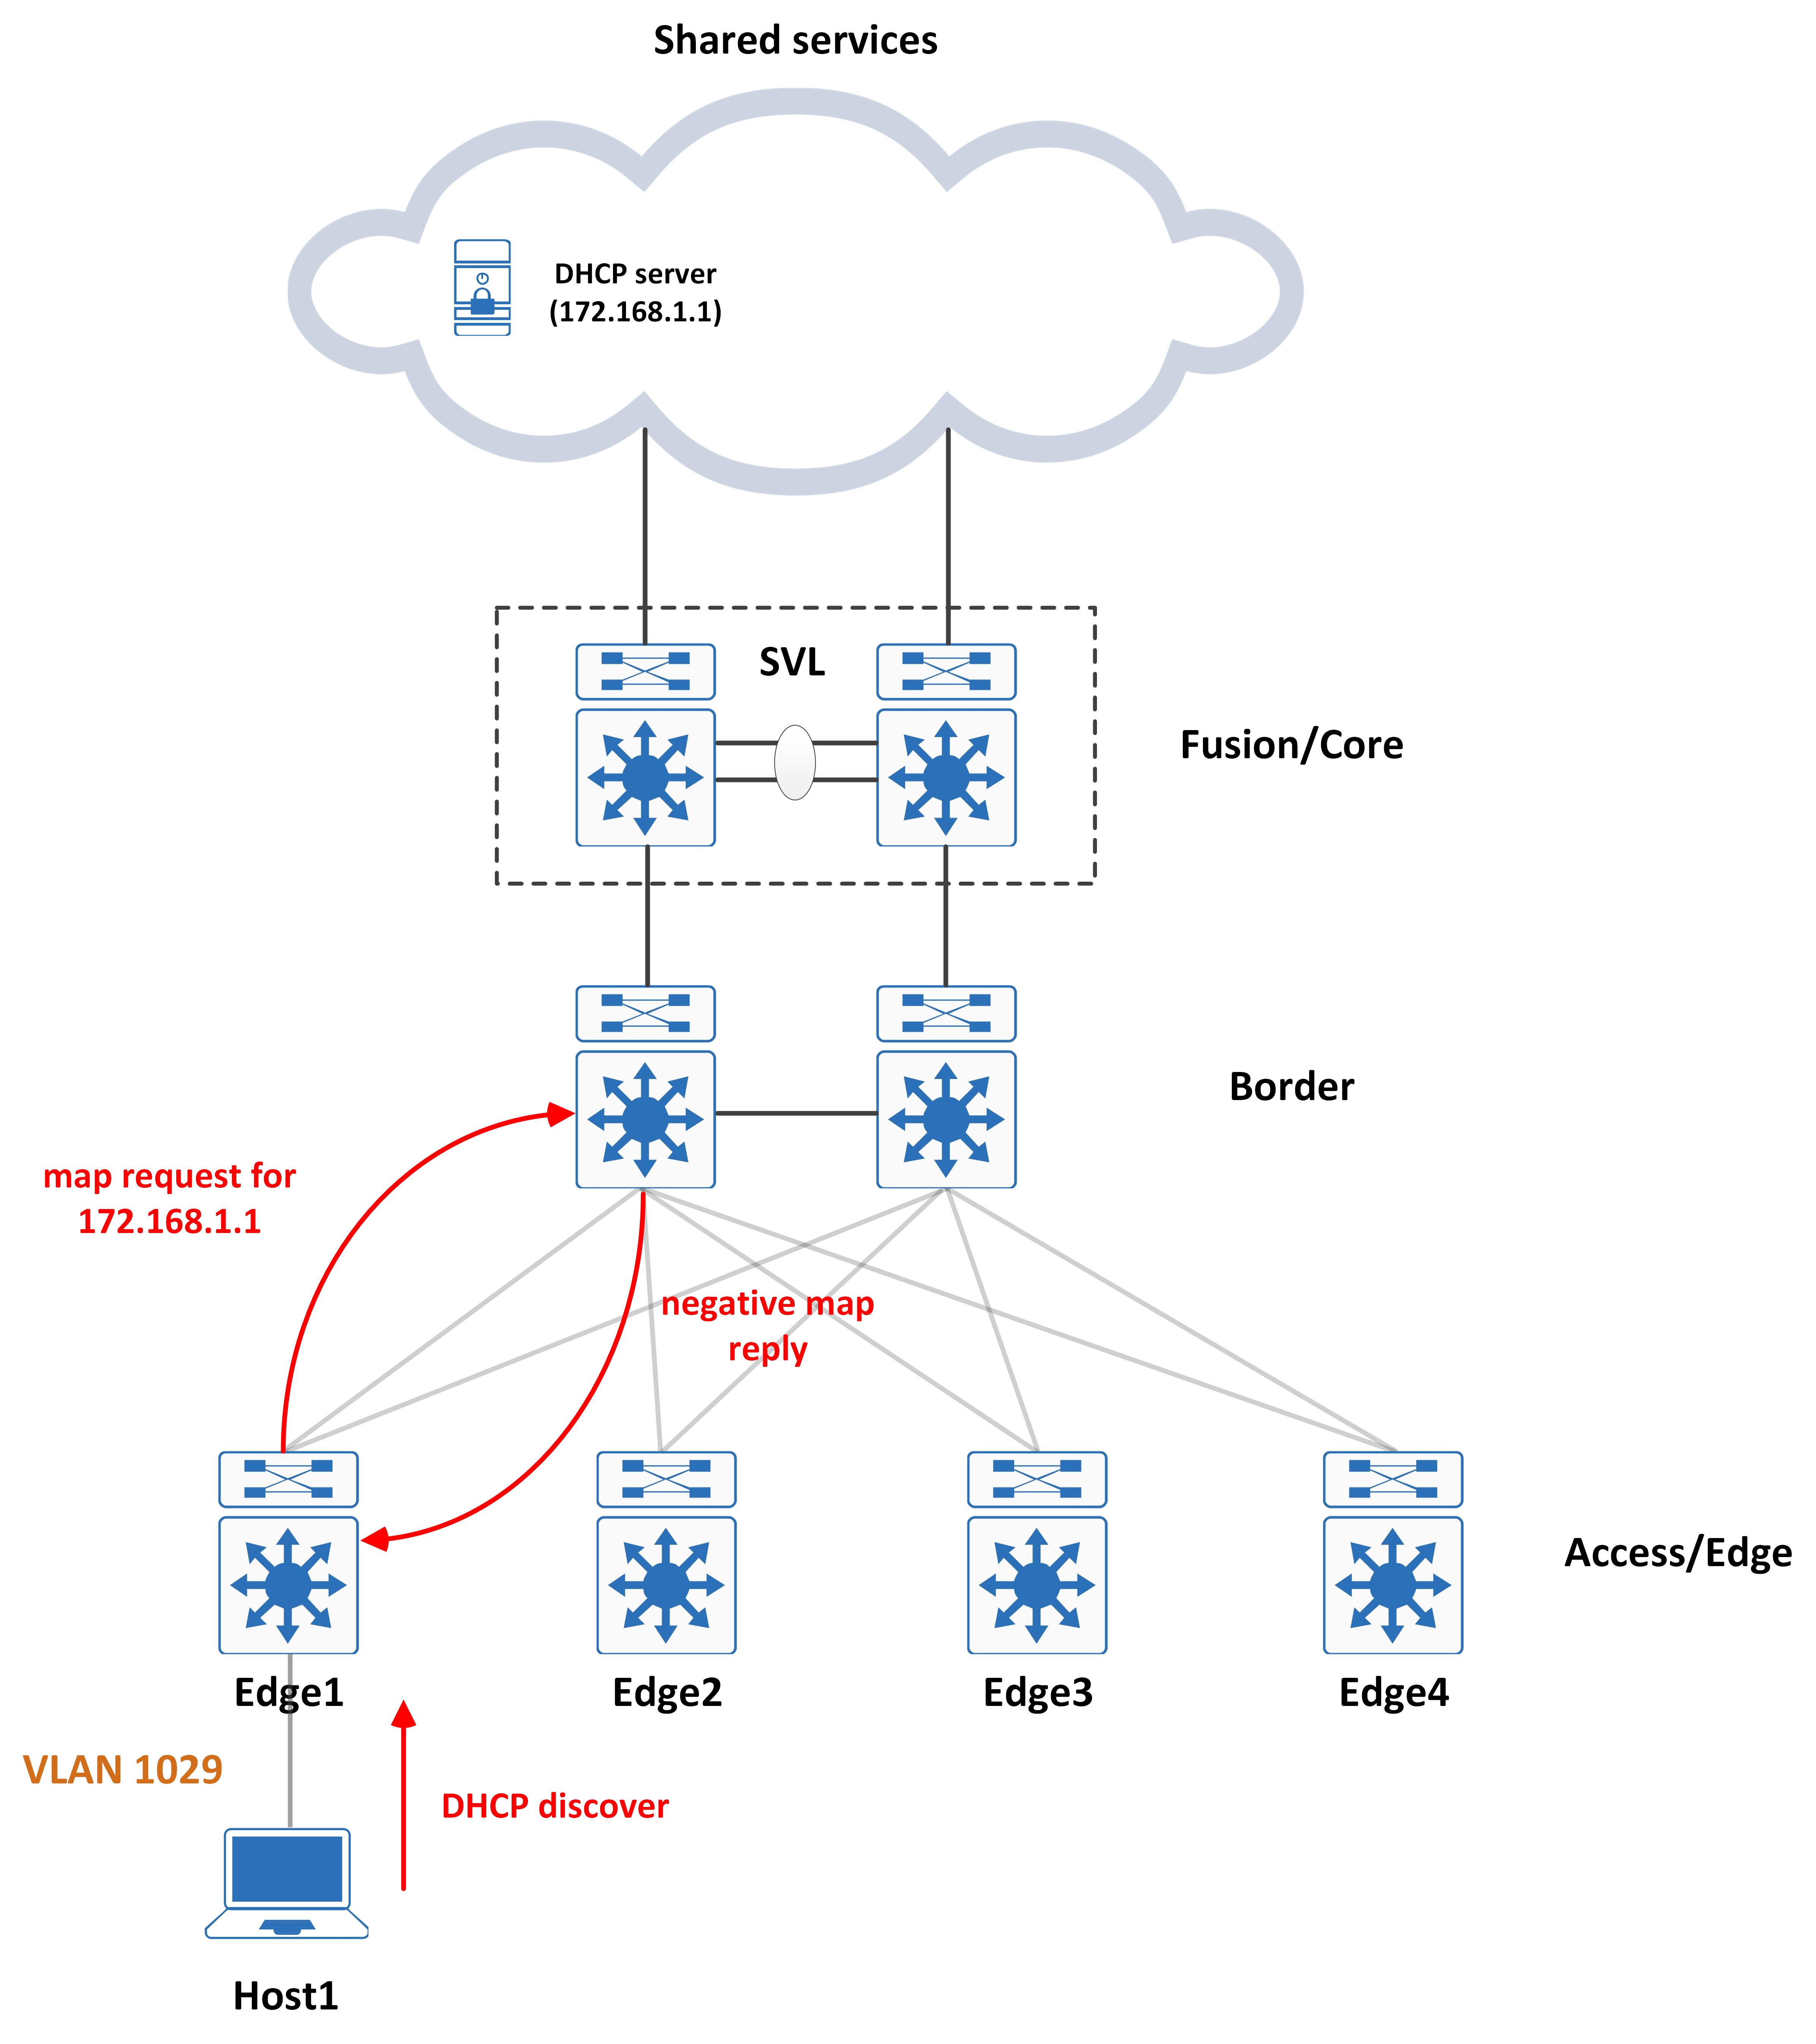 Shared services
DHCP server
(172.168.1.1)
SVL
Fusion/Core
Border
map request for
172.168.1.1
negative map
reply
Access/Edge
Edge1
Edge2
Edge3
Edge4
VLAN 1029
DHCP discover
Host1